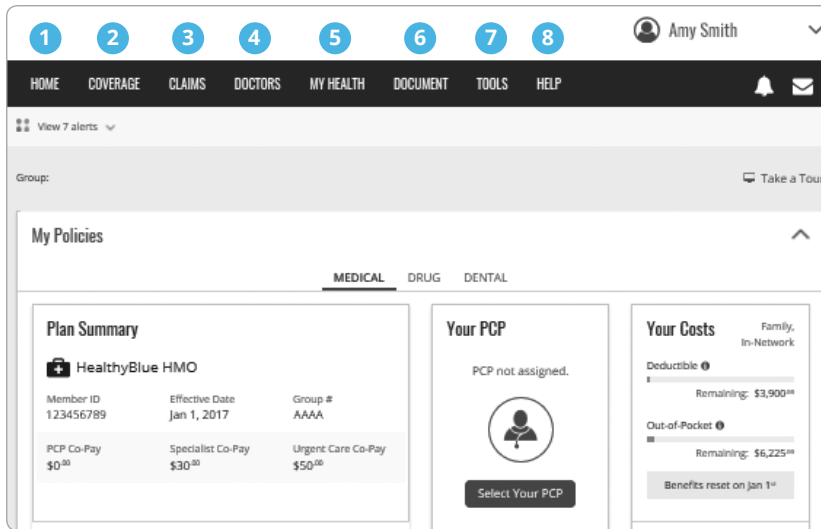 Amy Smith
1 2 3 4 5 6 7 8
HOME COVERAGE CLAIMS DOCTORS MY HEALTH DOCUMENT TOOLS HELP
View 7 alerts
Group:
Take a Tour
My Policies
MEDICAL DRUG DENTAL
Plan Summary
HealthyBlue HMO
Member ID Effective Date Group #
123456789 Jan 1, 2017 AAAA
PCP Co-Pay Specialist Co-Pay Urgent Care Co-Pay
$0.00 $30.00 $50.00
Your PCP
PCP not assigned.
Select Your PCP
Your Costs
Family,
In-Network
Deductible
Remaining: $3,900.00
Out-of-Pocket
Remaining: $6,225.00
Benefits reset on Jan 1st